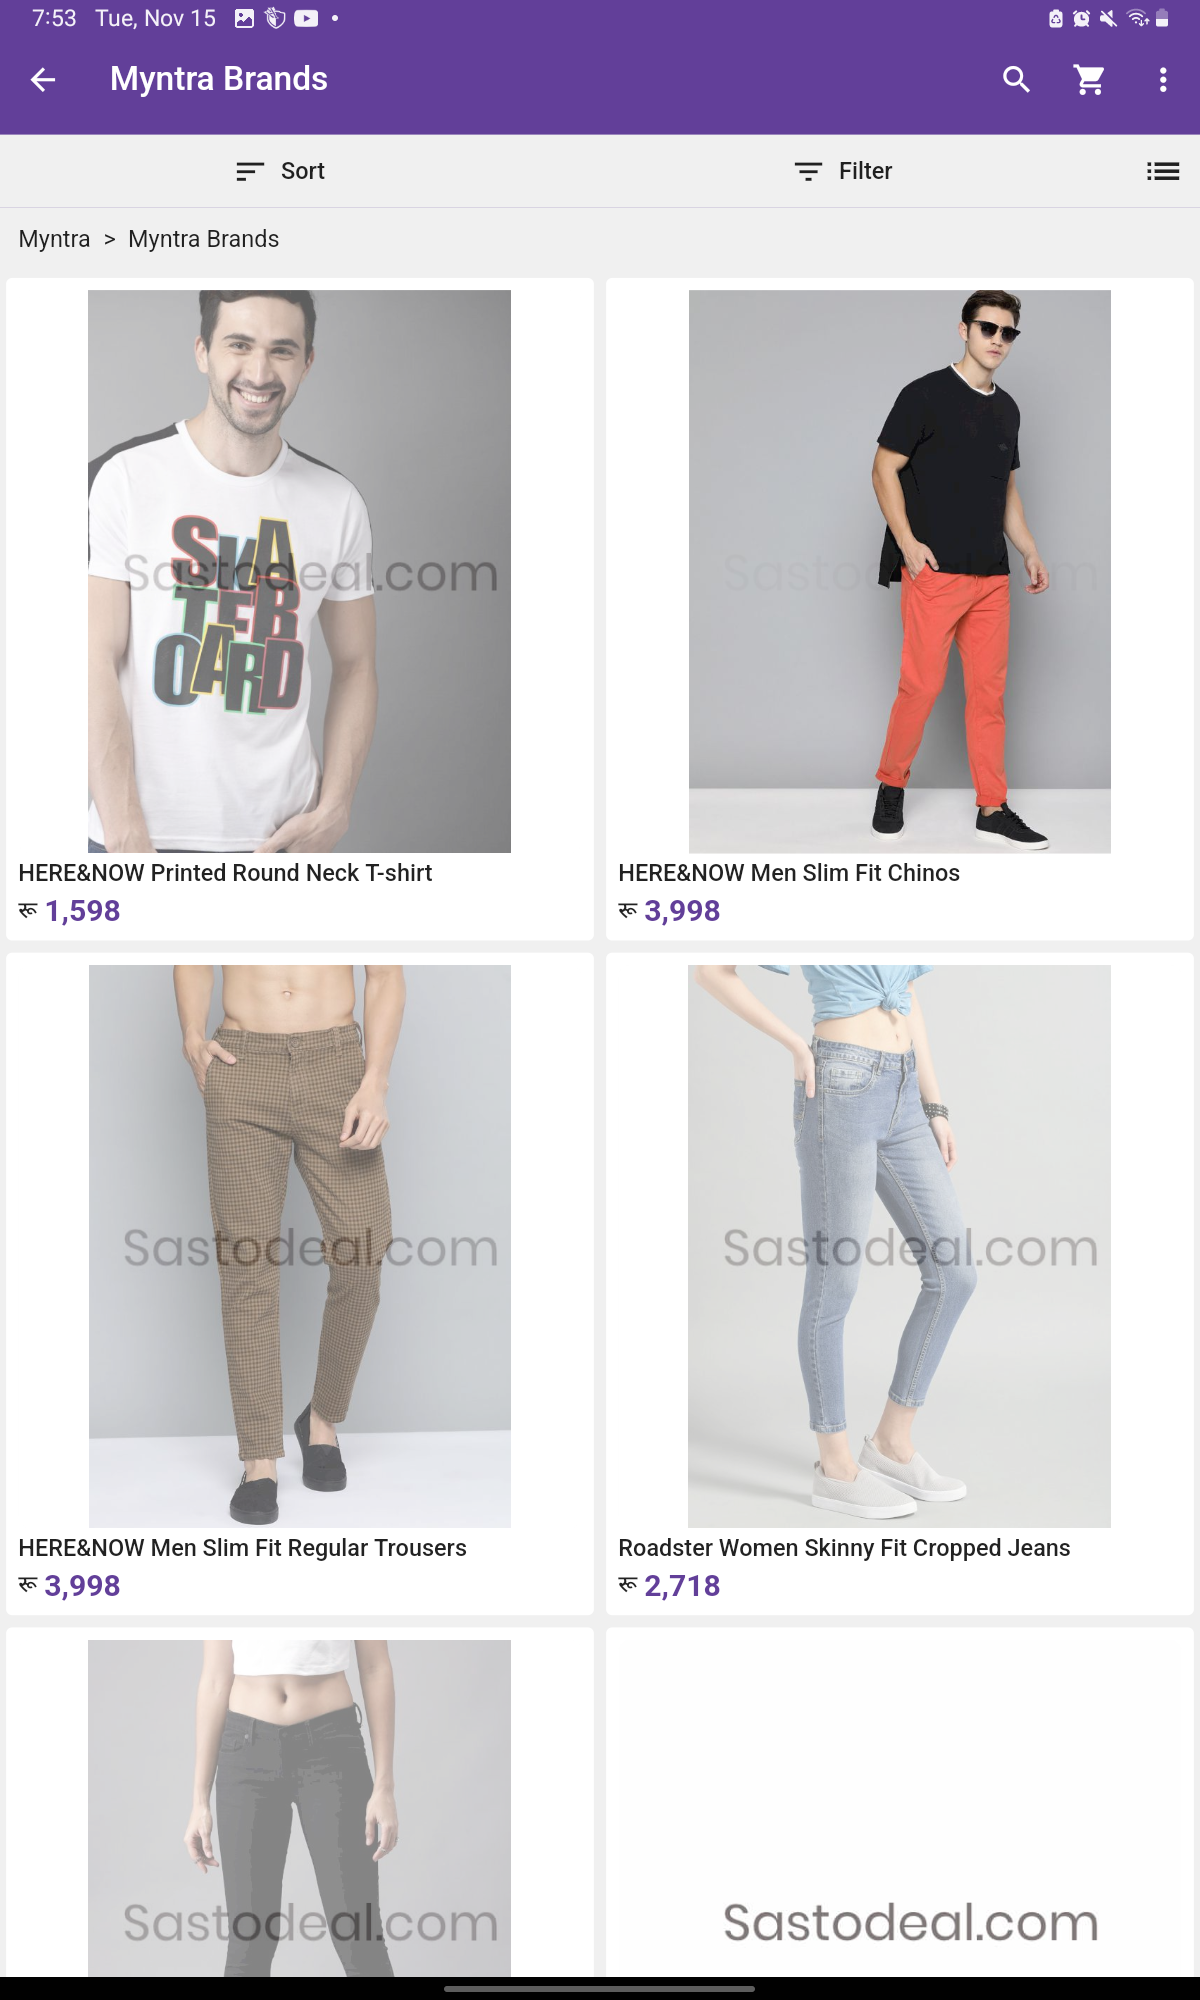 7:53 Tue, Nov 15
Myntra Brands
Sort
Filter
Myntra > Myntra Brands
SKA
TEB
OARD
Sastodeal.com
Sastodeal.com
HERE&NOW Printed Round Neck T-shirt
रू 1,598
HERE&NOW Men Slim Fit Chinos
रू 3,998
Sastodeal.com
Sastodeal.com
HERE&NOW Men Slim Fit Regular Trousers
रू 3,998
Roadster Women Skinny Fit Cropped Jeans
रू 2,718
Sastodeal.com
Sastodeal.com